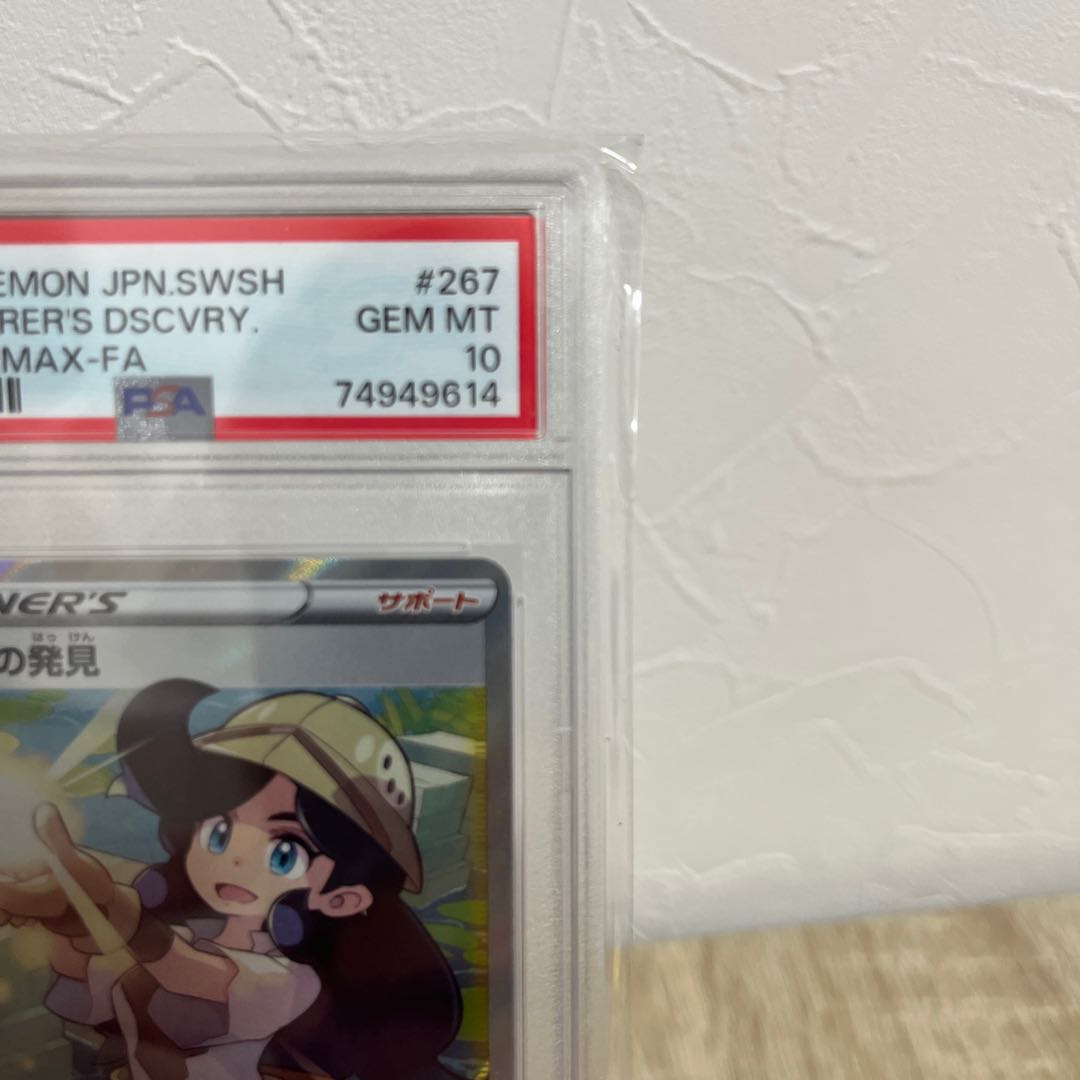 EMON JPN.SWSH #267
RER'S DSCVRY. GEM MT
MAX-FA 10
PSA 74949614
NER'S サポート
はっ けん
の発見